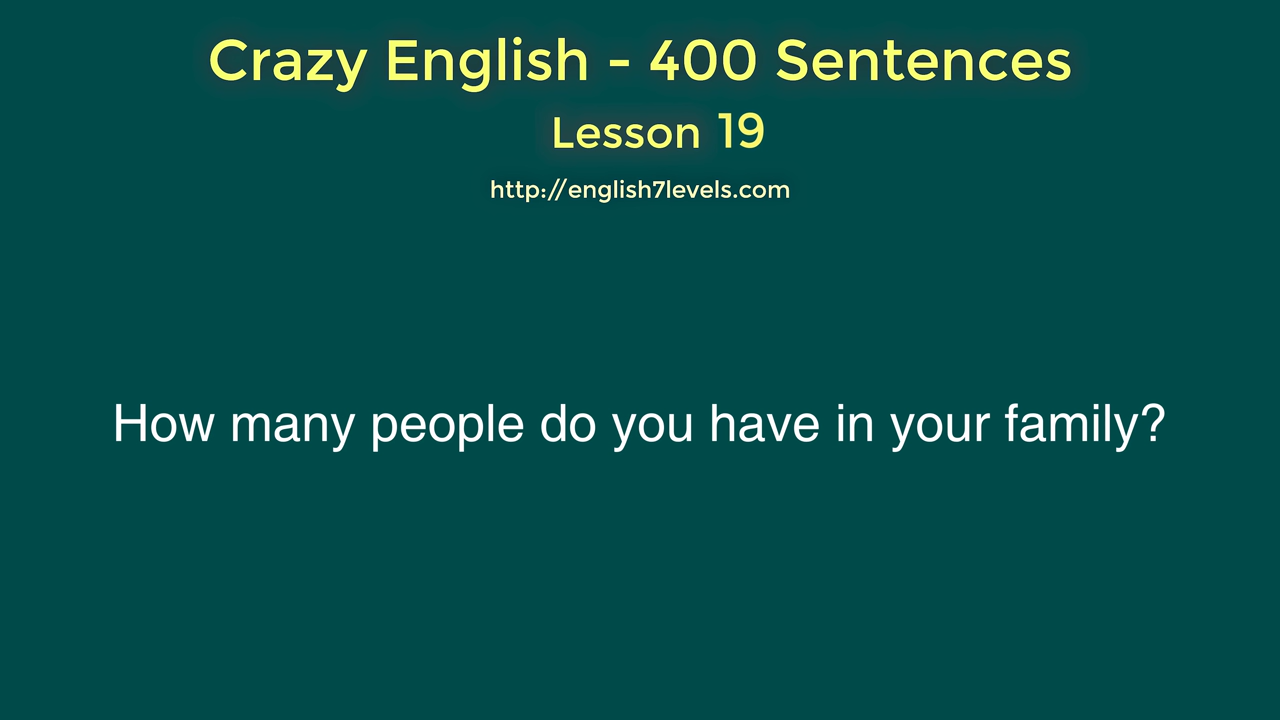 Crazy English - 400 Sentences
Lesson 19
http://english7levels.com
How many people do you have in your family?